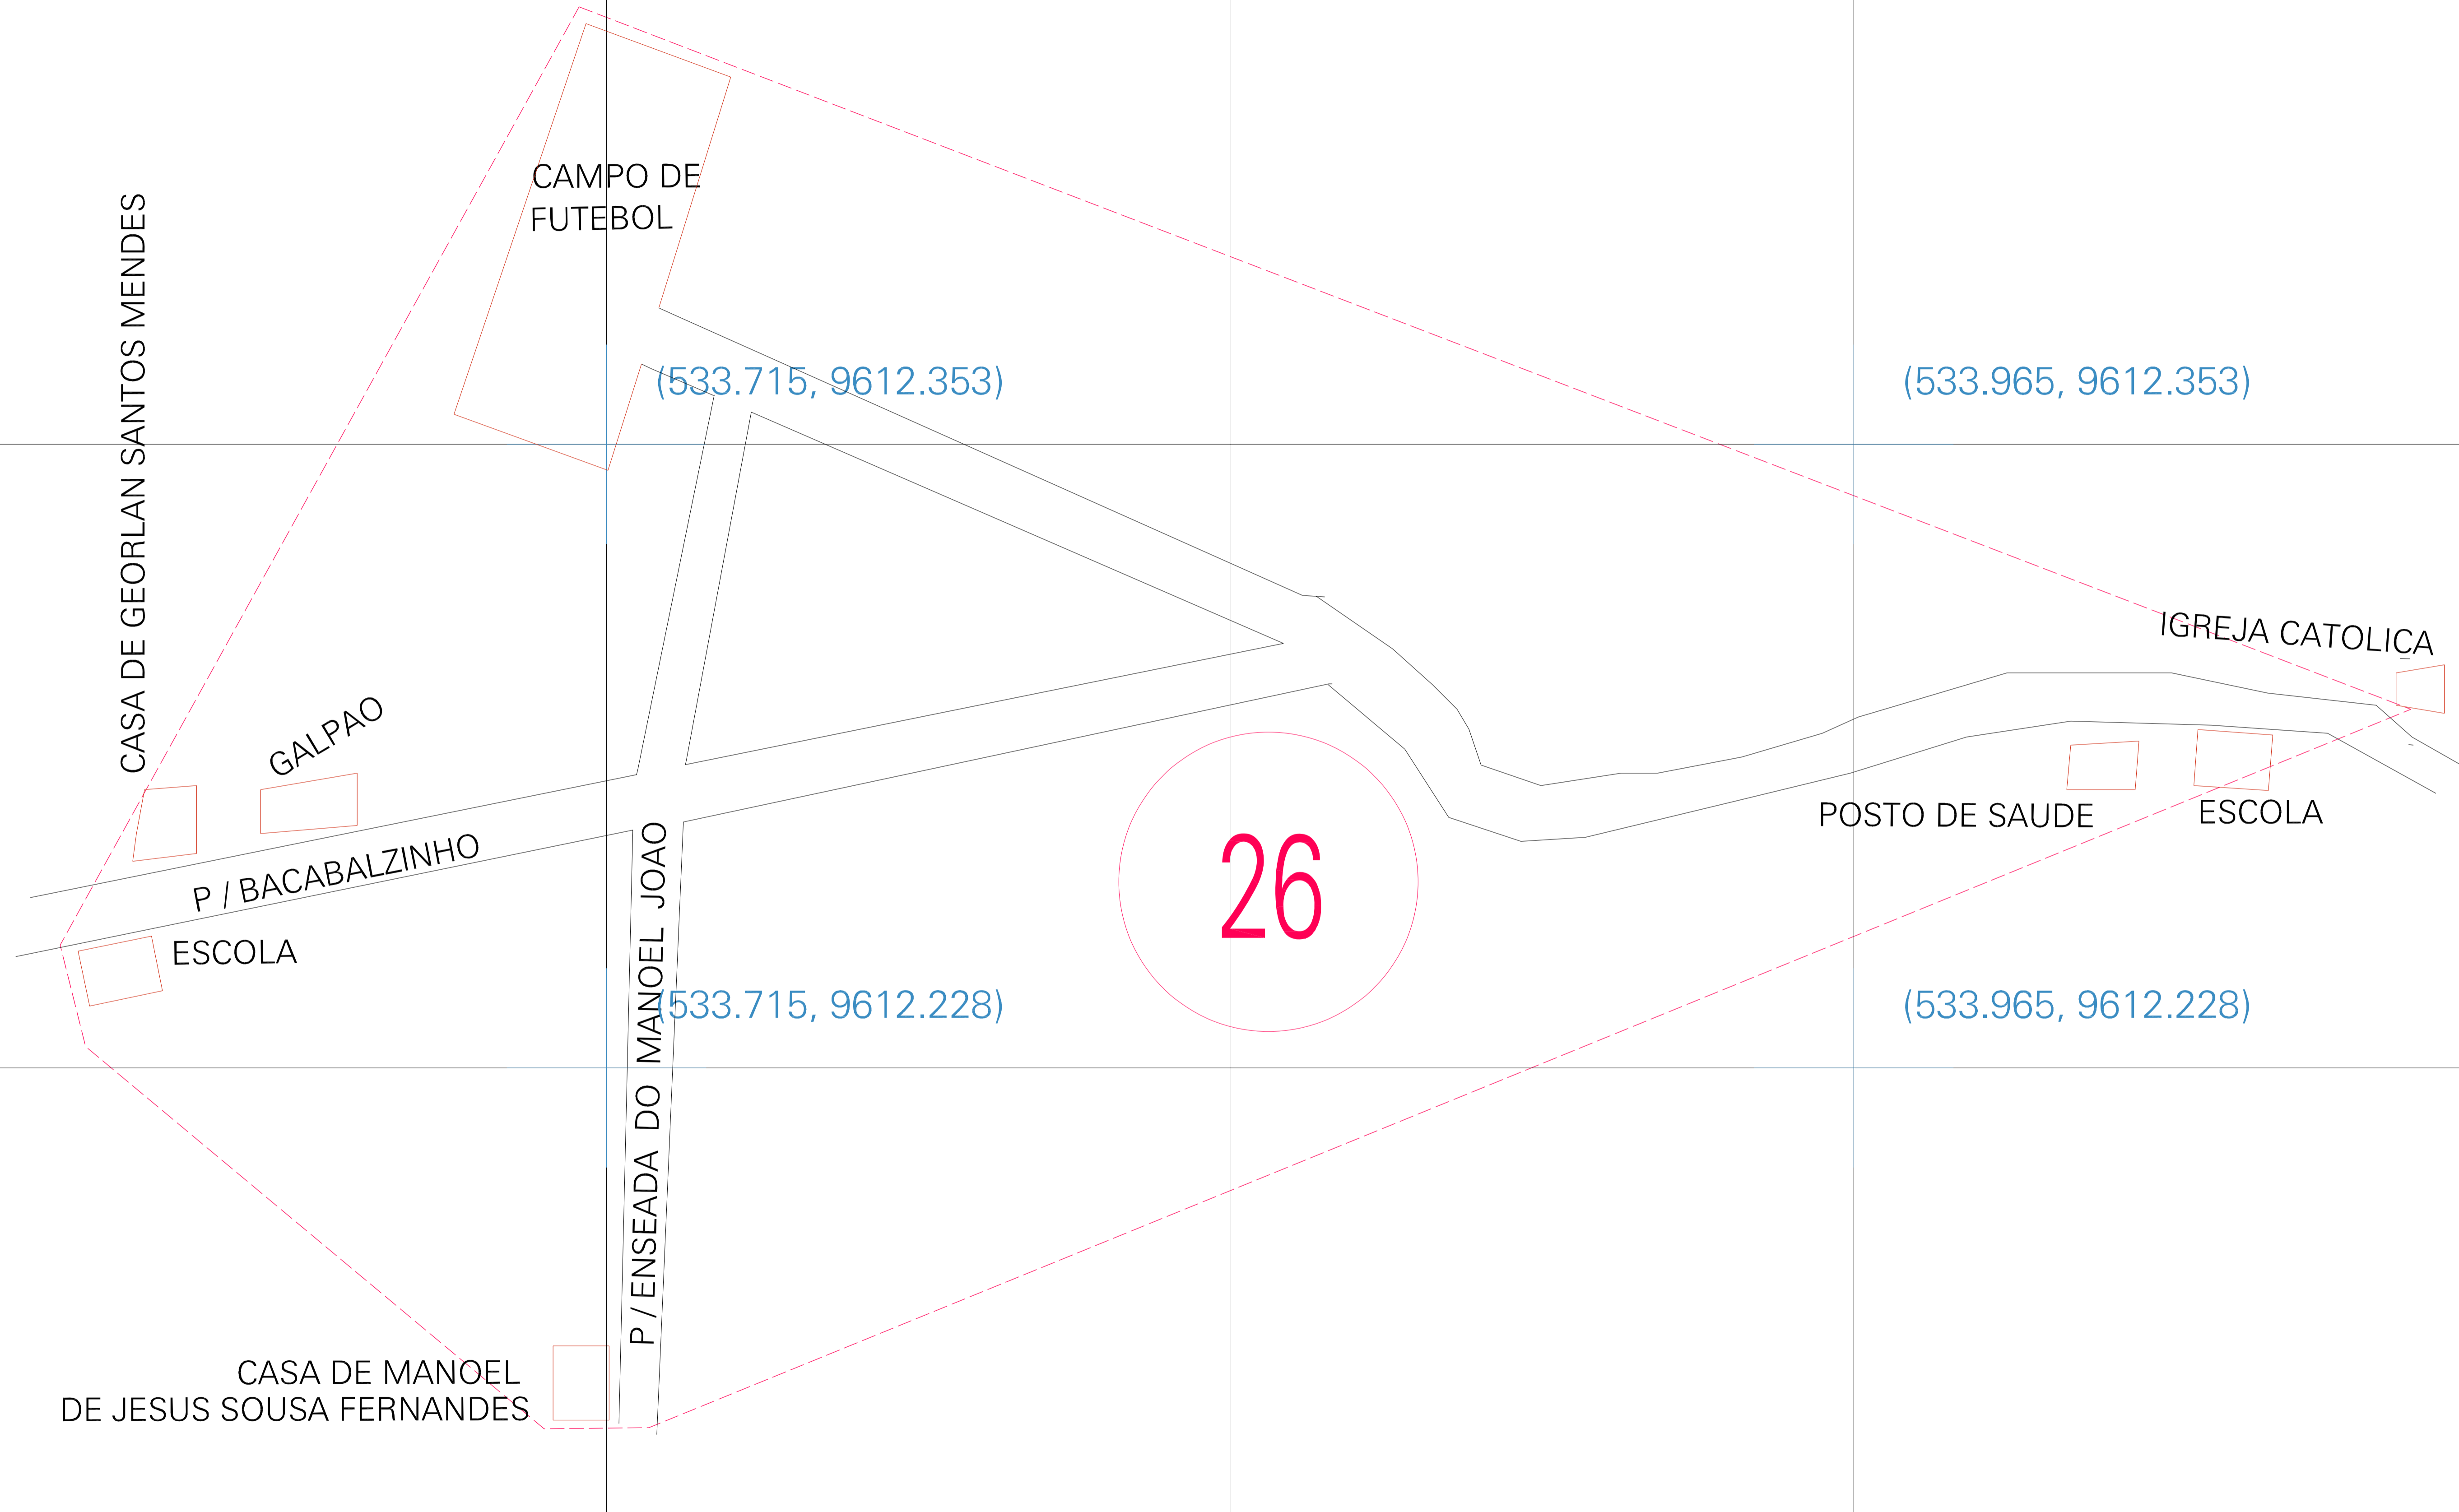 CAMPO DE
FUTEBOL
CASA DE GEORLAN SANTOS MENDES
(533.715, 9612.353)
(533.965, 9612.353)
IGREJA CATOLICA
GALPAO
POSTO DE SAUDE
ESCOLA
P / BACABALZINHO
26
ESCOLA
P / ENSEADA DO MANOEL JOAO
(533.715, 9612.228)
(533.965, 9612.228)
CASA DE MANOEL
DE JESUS SOUSA FERNANDES